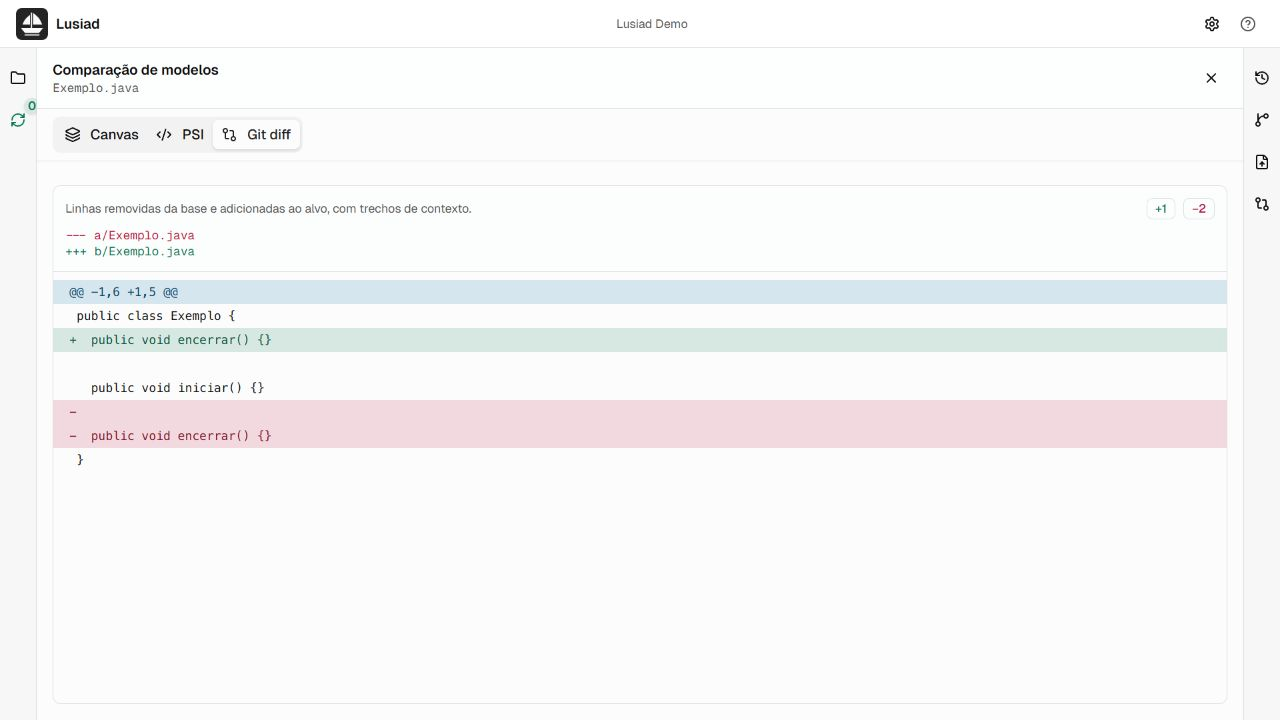 Lusiad
Lusiad Demo
Comparação de modelos
Exemplo.java
0
Canvas
PSI
Git diff
Linhas removidas da base e adicionadas ao alvo, com trechos de contexto.
+1
−2
--- a/Exemplo.java
+++ b/Exemplo.java
@@ −1,6 +1,5 @@
public class Exemplo {
+  public void encerrar() {}
public void iniciar() {}
−
−  public void encerrar() {}
}